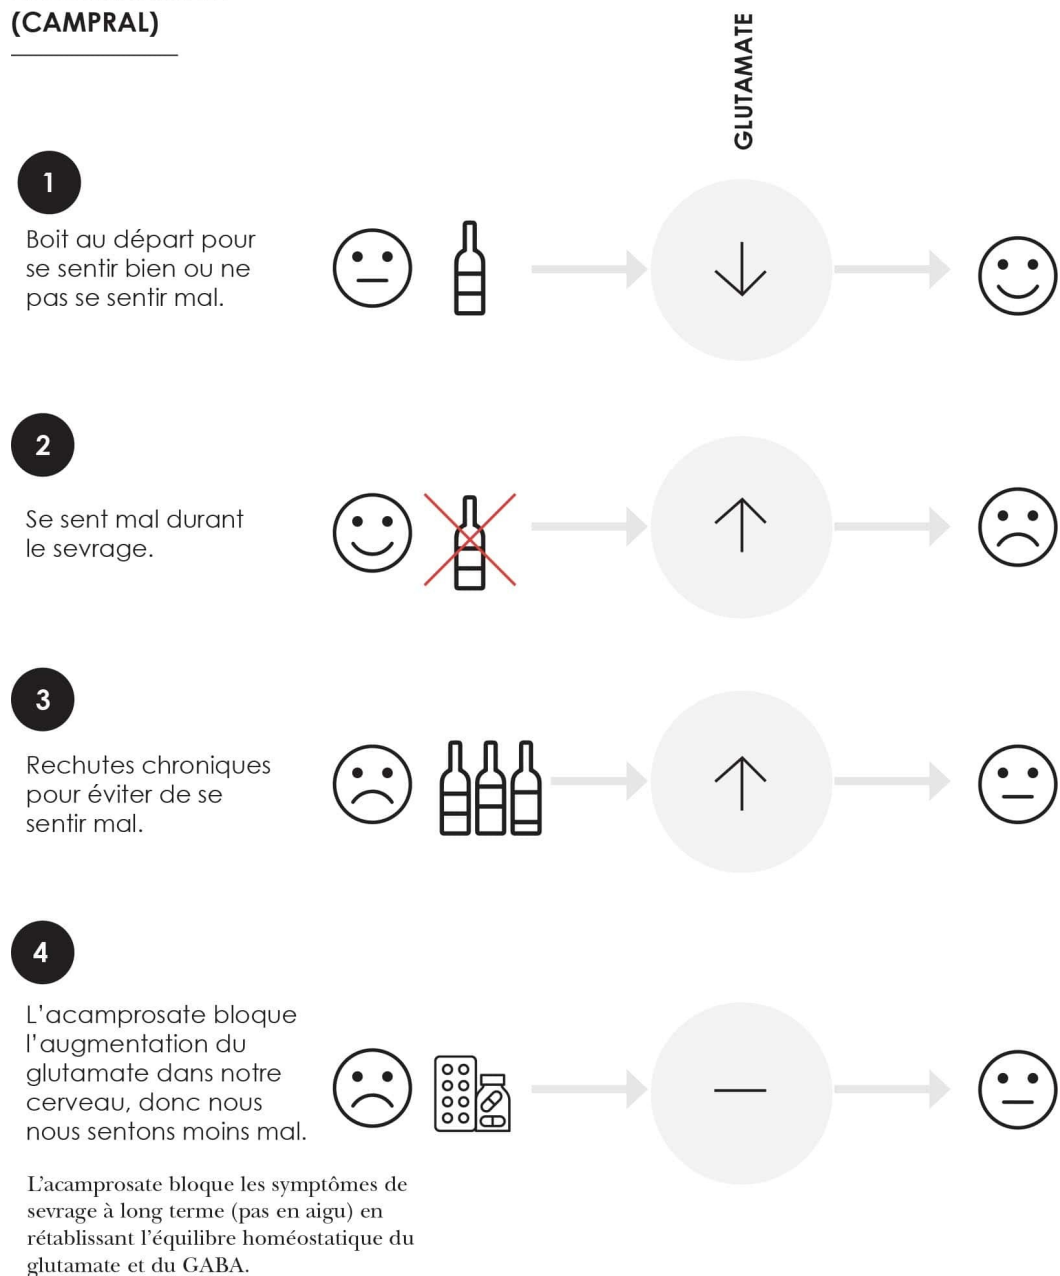 (CAMPRAL)
GLUTAMATE
1
Boit au départ pour
se sentir bien ou ne
pas se sentir mal.
2
Se sent mal durant
le sevrage.
3
Rechutes chroniques
pour éviter de se
sentir mal.
4
L'acamprosate bloque
l'augmentation du
glutamate dans notre
cerveau, donc nous
nous sentons moins mal.
L'acamprosate bloque les symptômes de
sevrage à long terme (pas en aigu) en
rétablissant l'équilibre homéostatique du
glutamate et du GABA.